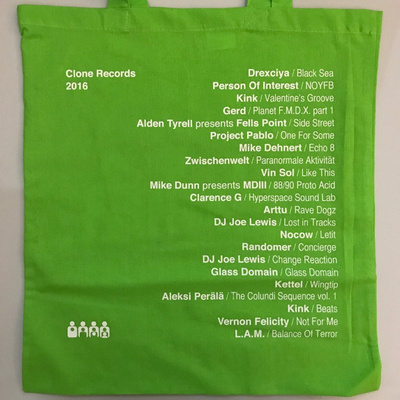 Clone Records
2016
Drexciya / Black Sea
Person Of Interest / NOYFB
Kink / Valentine's Groove
Gerd / Planet F.M.D.X. part 1
Alden Tyrell presents Fells Point / Side Street
Project Pablo / One For Some
Mike Dehnert / Echo 8
Zwischenwelt / Paranormale Aktivität
Vin Sol / Like This
Mike Dunn presents MDIII / 88/90 Proto Acid
Clarence G / Hyperspace Sound Lab
Arttu / Rave Dogz
DJ Joe Lewis / Lost in Tracks
Nocow / Letit
Randomer / Concierge
DJ Joe Lewis / Change Reaction
Glass Domain / Glass Domain
Kettel / Wingtip
Aleksi Perälä / The Colundi Sequence vol. 1
Kink / Beats
Vernon Felicity / Not For Me
L.A.M. / Balance Of Terror